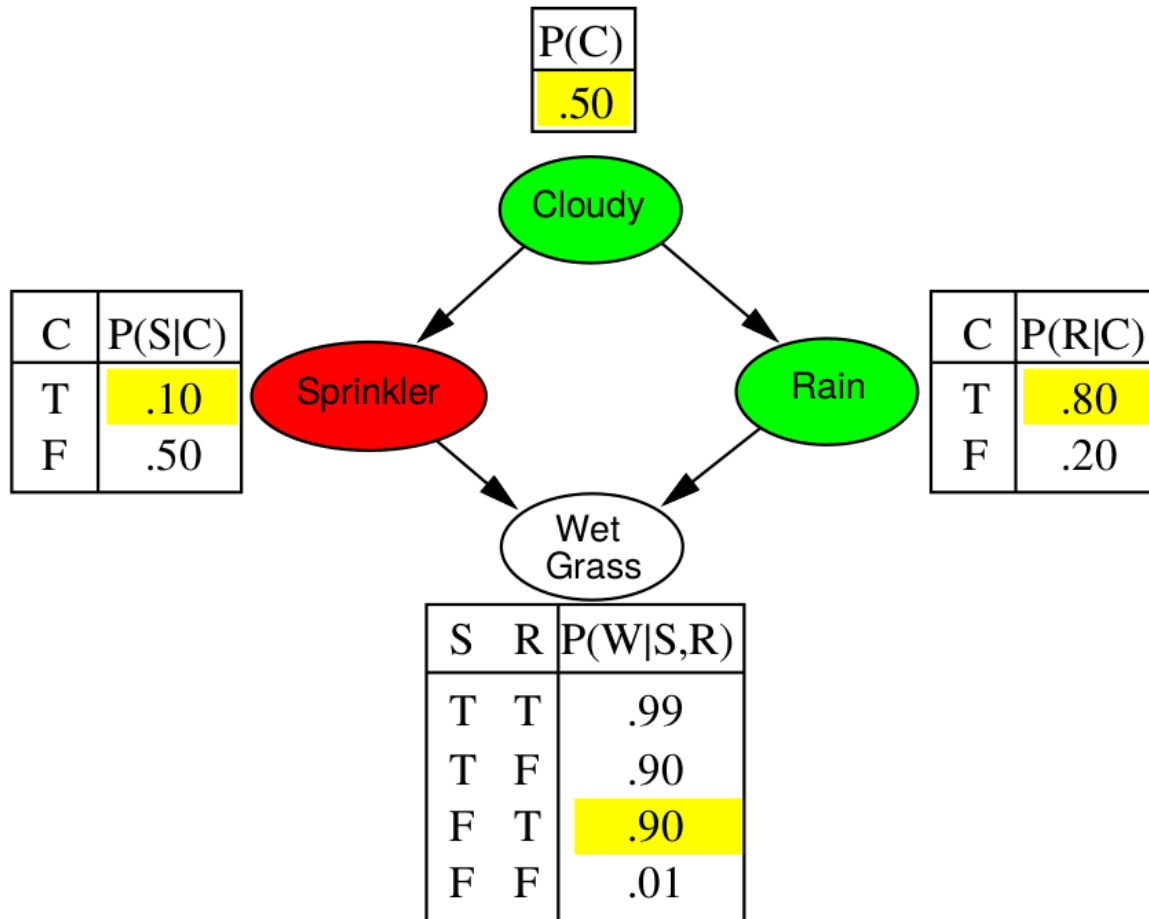 P(C)
.50
Cloudy
C P(S|C)
T .10
F .50
Sprinkler
Rain
C P(R|C)
T .80
F .20
Wet
Grass
S R P(W|S,R)
T T .99
T F .90
F T .90
F F .01